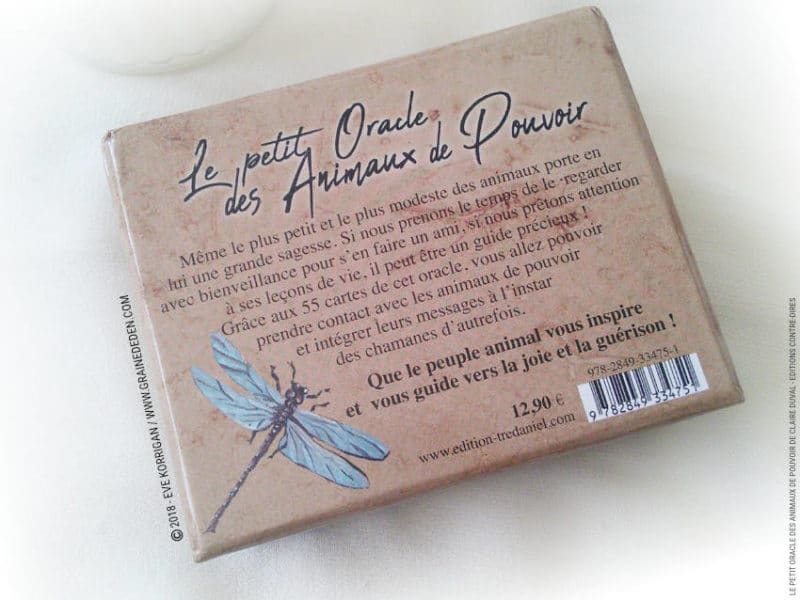 Le petit Oracle
des Animaux de Pouvoir
Même le plus petit et le plus modeste des animaux porte en
lui une grande sagesse. Si nous prenons le temps de le regarder
avec bienveillance pour s'en faire un ami, si nous prêtons attention
à ses leçons de vie, il peut être un guide précieux !
Grâce aux 55 cartes de cet oracle, vous allez pouvoir
prendre contact avec les animaux de pouvoir
et intégrer leurs messages à l'instar
des chamanes d'autrefois.
Que le peuple animal vous inspire
et vous guide vers la joie et la guérison !
12,90 €
www.edition-tredaniel.com
978-2849-33475-1
9 782849 334751
© 2018 - EVE KORRIGAN / WWW.GRAINEDEDEN.COM
LE PETIT ORACLE DES ANIMAUX DE POUVOIR DE CLAIRE DUVAL - EDITIONS CONTRE-DIRES